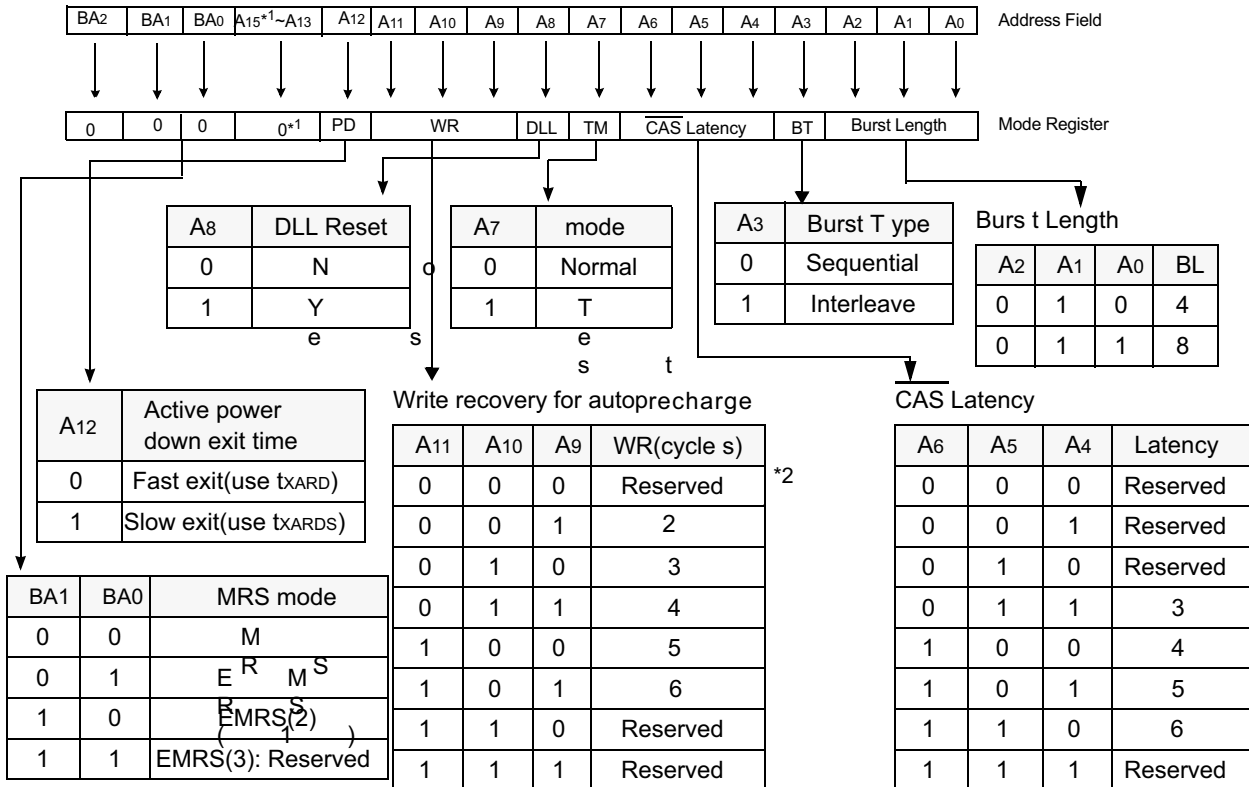 BA2 BA1 BA0 A15*1~A13 A12 A11 A10 A9 A8 A7 A6 A5 A4 A3 A2 A1 A0 Address Field
0 0 0 0*1 PD WR DLL TM CAS Latency BT Burst Length Mode Register
A8 DLL Reset
0 N o
1 Y
e s
A7 mode
0 Normal
1 T
e
s t
A3 Burst T ype
0 Sequential
1 Interleave
Burs t Length
A2 A1 A0 BL
0 1 0 4
0 1 1 8
A12 Active power
down exit time
0 Fast exit(use tXARD)
1 Slow exit(use tXARDS)
BA1 BA0 MRS mode
0 0 M
R S
0 1 E M
R S
1 0 EMRS(2)
( 1 )
1 1 EMRS(3): Reserved
Write recovery for autoprecharge
A11 A10 A9 WR(cycle s)
*2
0 0 0 Reserved
0 0 1 2
0 1 0 3
0 1 1 4
1 0 0 5
1 0 1 6
1 1 0 Reserved
1 1 1 Reserved
CAS Latency
A6 A5 A4 Latency
0 0 0 Reserved
0 0 1 Reserved
0 1 0 Reserved
0 1 1 3
1 0 0 4
1 0 1 5
1 1 0 6
1 1 1 Reserved